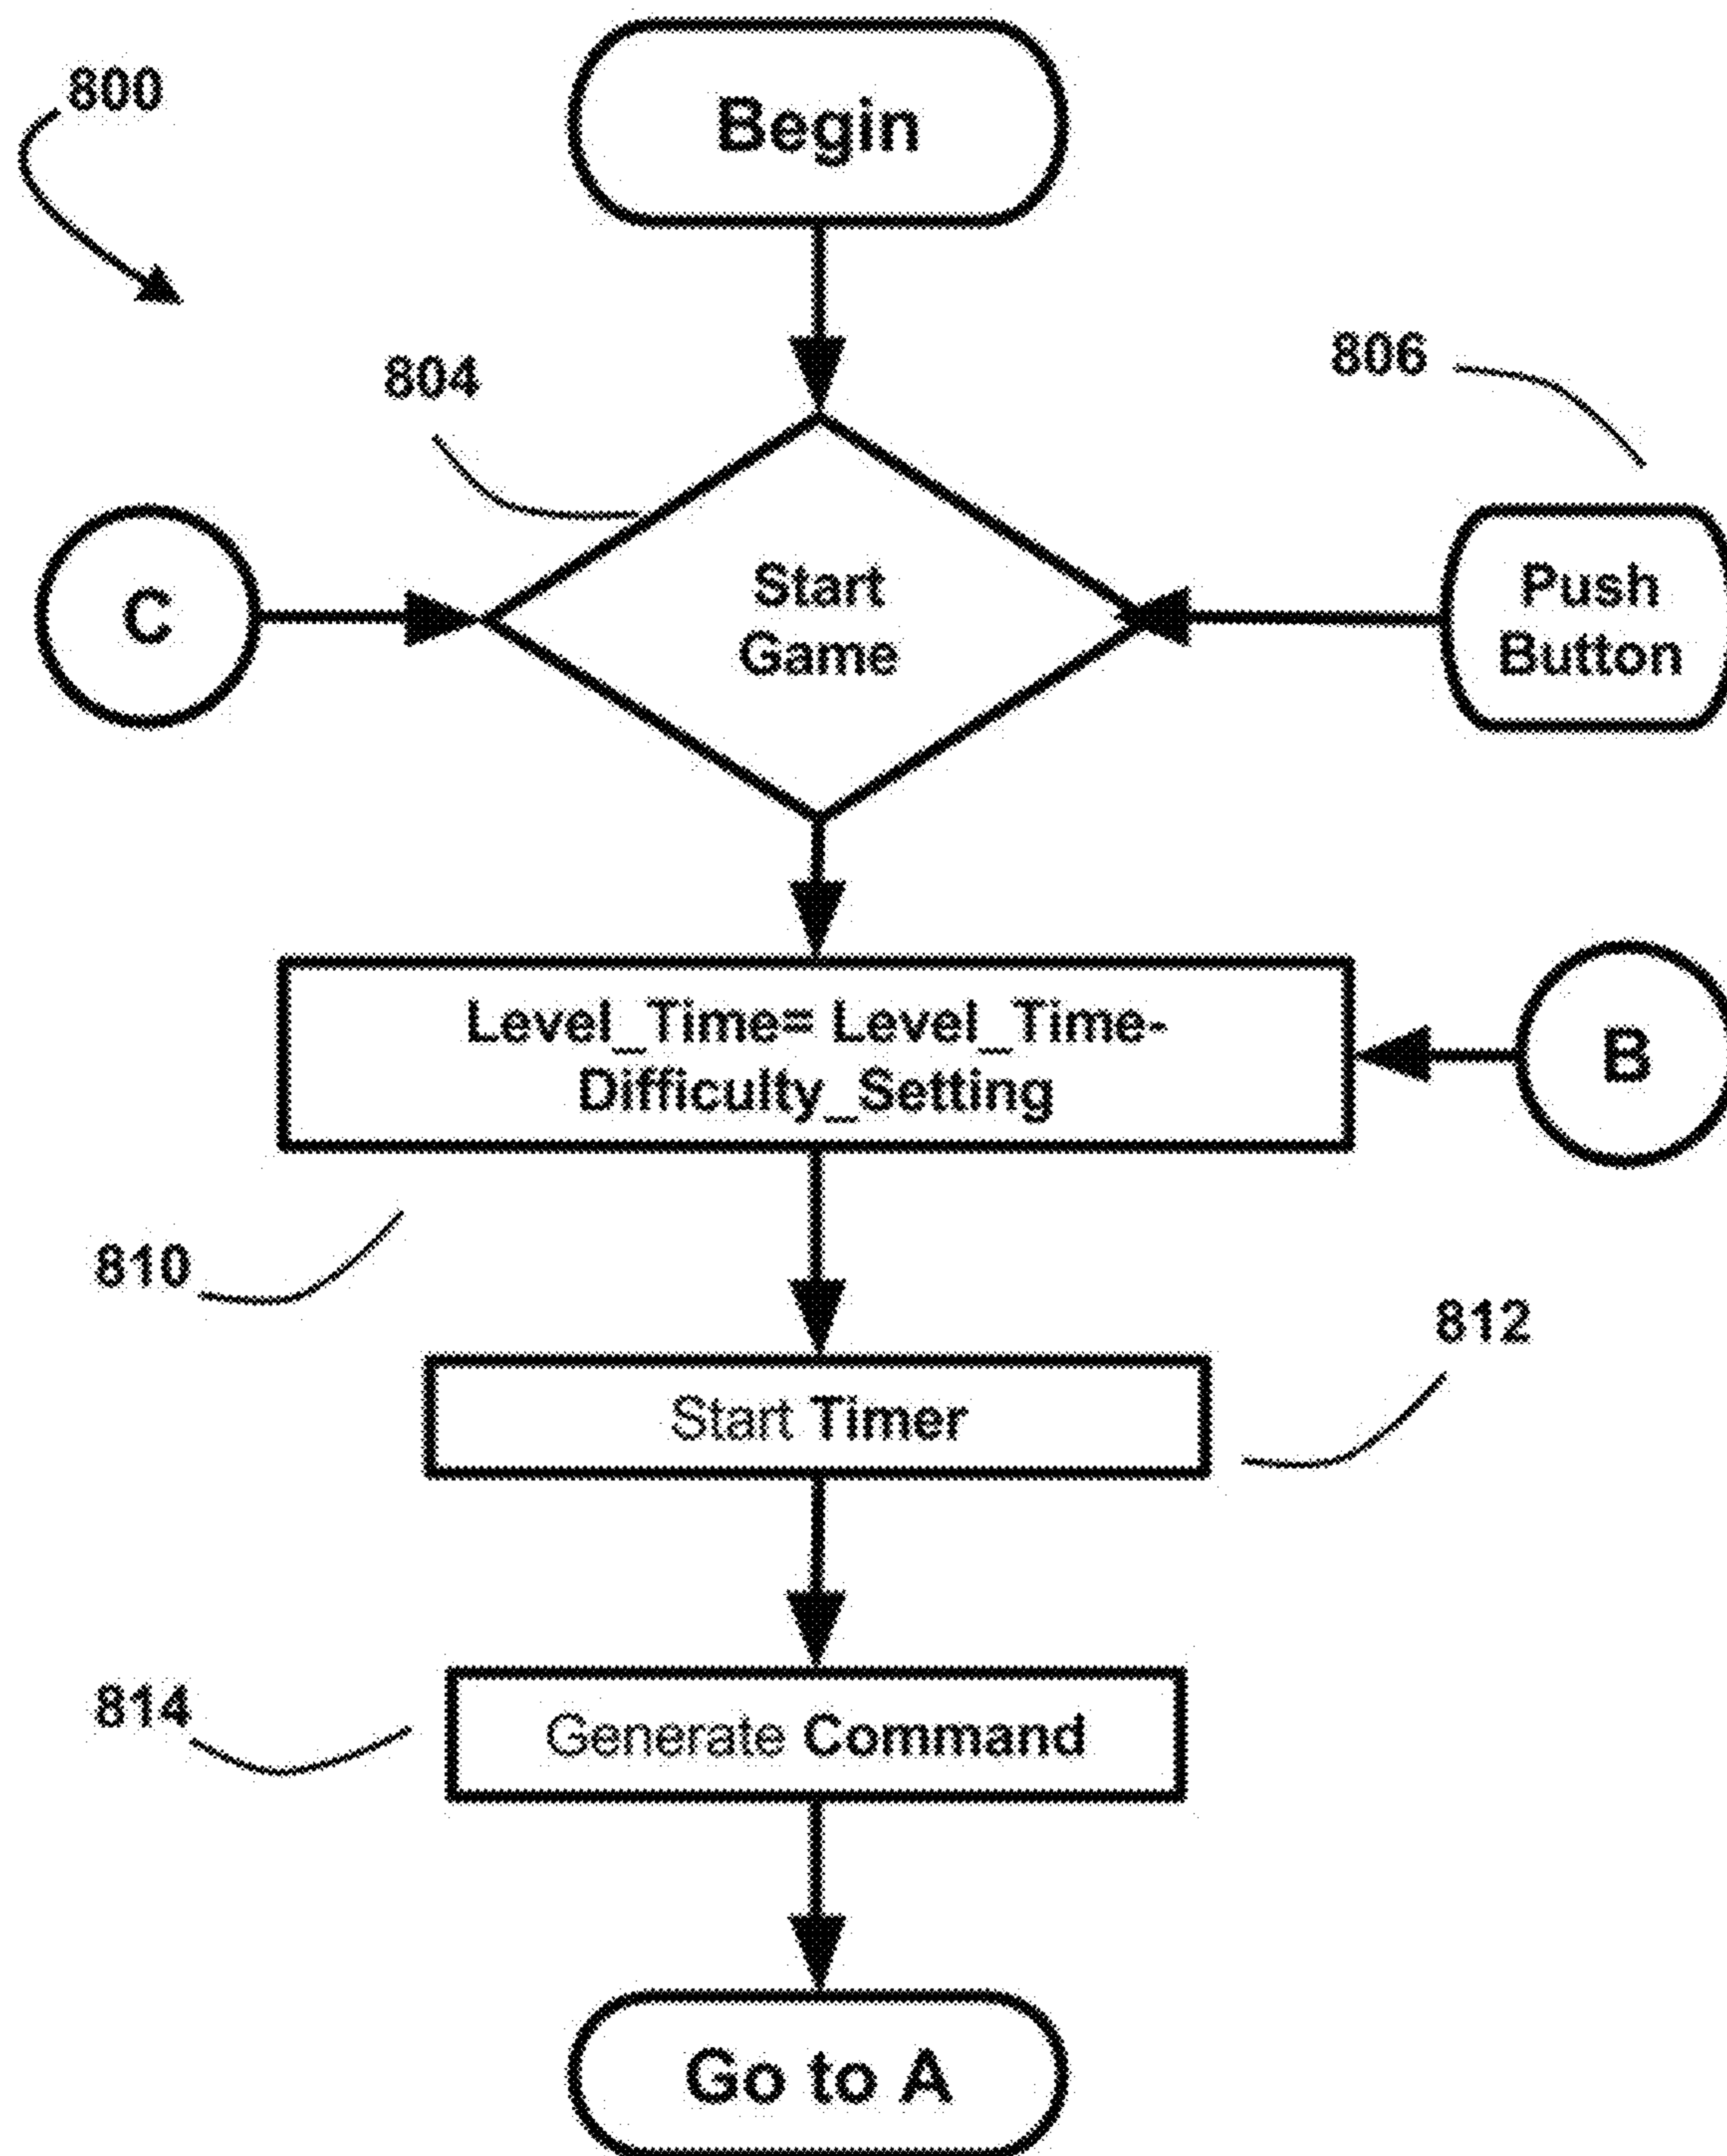 800
Begin
804
806
C
Start
Game
Push
Button
Level_Time= Level_Time-
Difficulty_Setting
B
810
812
Start Timer
814
Generate Command
Go to A